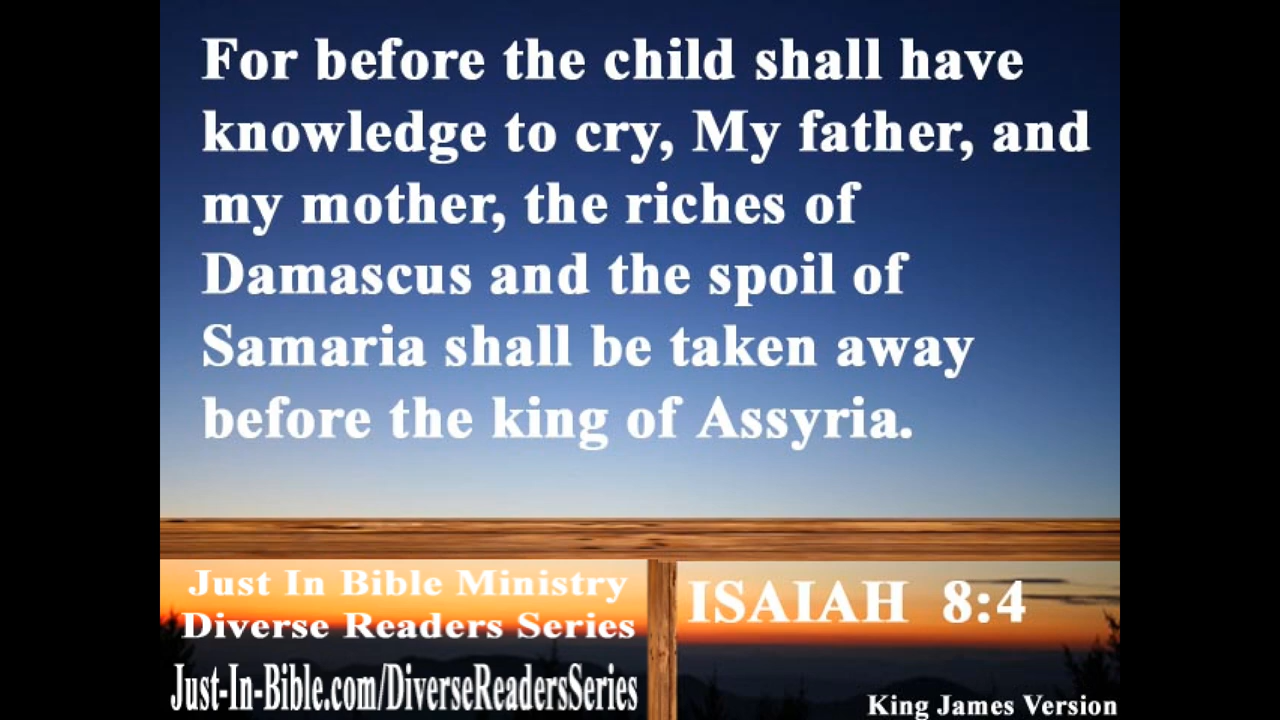 For before the child shall have
knowledge to cry, My father, and
my mother, the riches of
Damascus and the spoil of
Samaria shall be taken away
before the king of Assyria.
Just In Bible Ministry
Diverse Readers Series
Just-In-Bible.com/DiverseReadersSeries
ISAIAH 8:4
King James Version